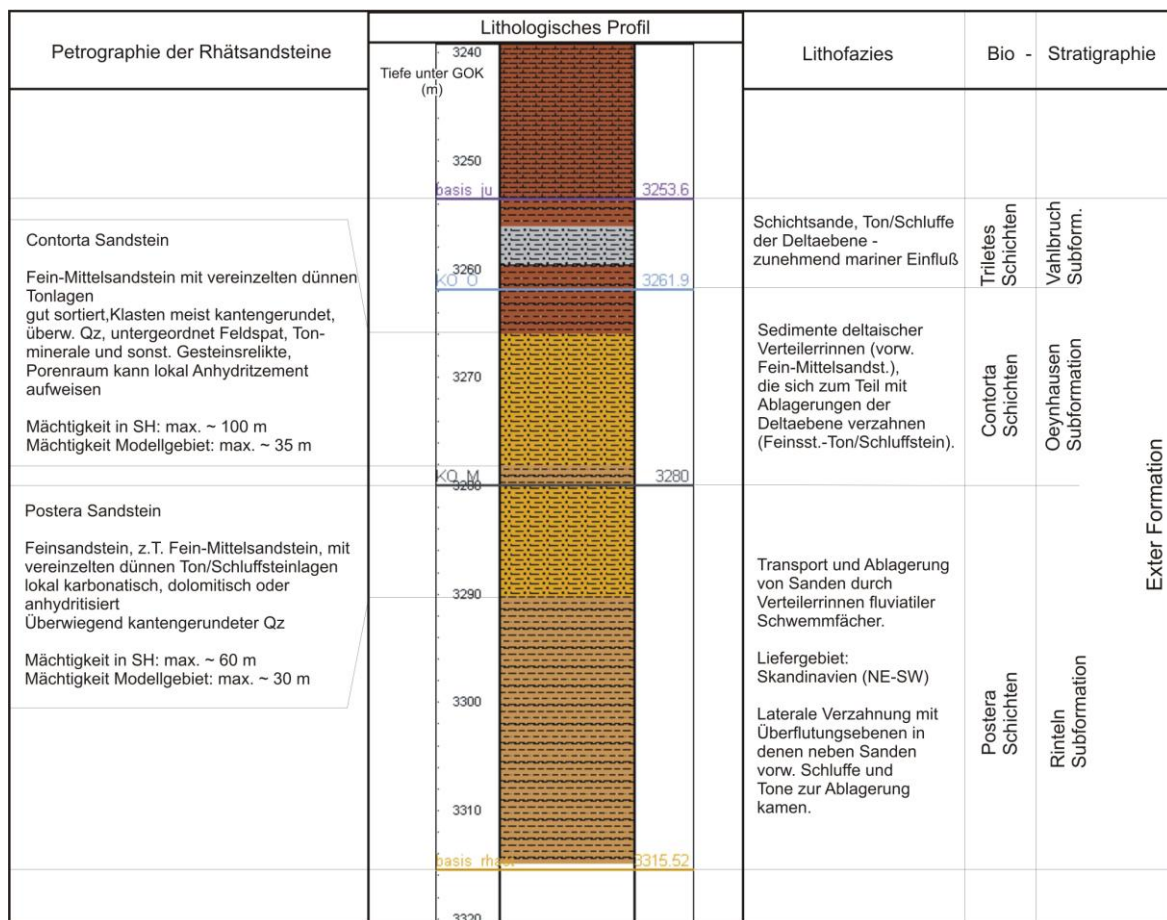 Petrographie der Rhätsandsteine
Lithologisches Profil
Lithofazies
Bio - Stratigraphie
Tiefe unter GOK
(m)
3240
3250
basis ju 3253.6
3260
KO_O 3261.9
3270
KO_M 3280
3280
3290
3300
3310
basis rhaet 3315.52
3320
Contorta Sandstein
Fein-Mittelsandstein mit vereinzelten dünnen
Tonlagen
gut sortiert,Klasten meist kantengerundet,
überw. Qz, untergeordnet Feldspat, Ton-
minerale und sonst. Gesteinsrelikte,
Porenraum kann lokal Anhydritzement
aufweisen
Mächtigkeit in SH: max. ~ 100 m
Mächtigkeit Modellgebiet: max. ~ 35 m
Postera Sandstein
Feinsandstein, z.T. Fein-Mittelsandstein, mit
vereinzelten dünnen Ton/Schluffsteinlagen
lokal karbonatisch, dolomitisch oder
anhydritisiert
Überwiegend kantengerundeter Qz
Mächtigkeit in SH: max. ~ 60 m
Mächtigkeit Modellgebiet: max. ~ 30 m
Schichtsande, Ton/Schluffe
der Deltaebene -
zunehmend mariner Einfluß
Sedimente deltaischer
Verteilerrinnen (vorw.
Fein-Mittelsandst.),
die sich zum Teil mit
Ablagerungen der
Deltaebene verzahnen
(Feinsst.-Ton/Schluffstein).
Transport und Ablagerung
von Sanden durch
Verteilerrinnen fluviatiler
Schwemmfächer.
Liefergebiet:
Skandinavien (NE-SW)
Laterale Verzahnung mit
Überflutungsebenen in
denen neben Sanden
vorw. Schluffe und
Tone zur Ablagerung
kamen.
Triletes
Schichten
Vahlbruch
Subform.
Contorta
Schichten
Oeynhausen
Subformation
Postera
Schichten
Rinteln
Subformation
Exter Formation